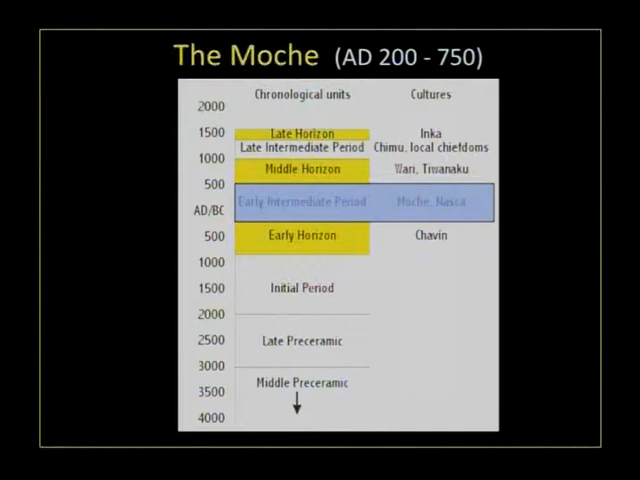 The Moche (AD 200 - 750)
Chronological units Cultures
2000
1500 Late Horizon Inka
Late Intermediate Period Chimu, local chiefdoms
1000
Middle Horizon Wari, Tiwanaku
500
Early Intermediate Period Moche, Nasca
AD/BC
500 Early Horizon Chavin
1000
1500 Initial Period
2000
2500 Late Preceramic
3000
Middle Preceramic
3500
4000